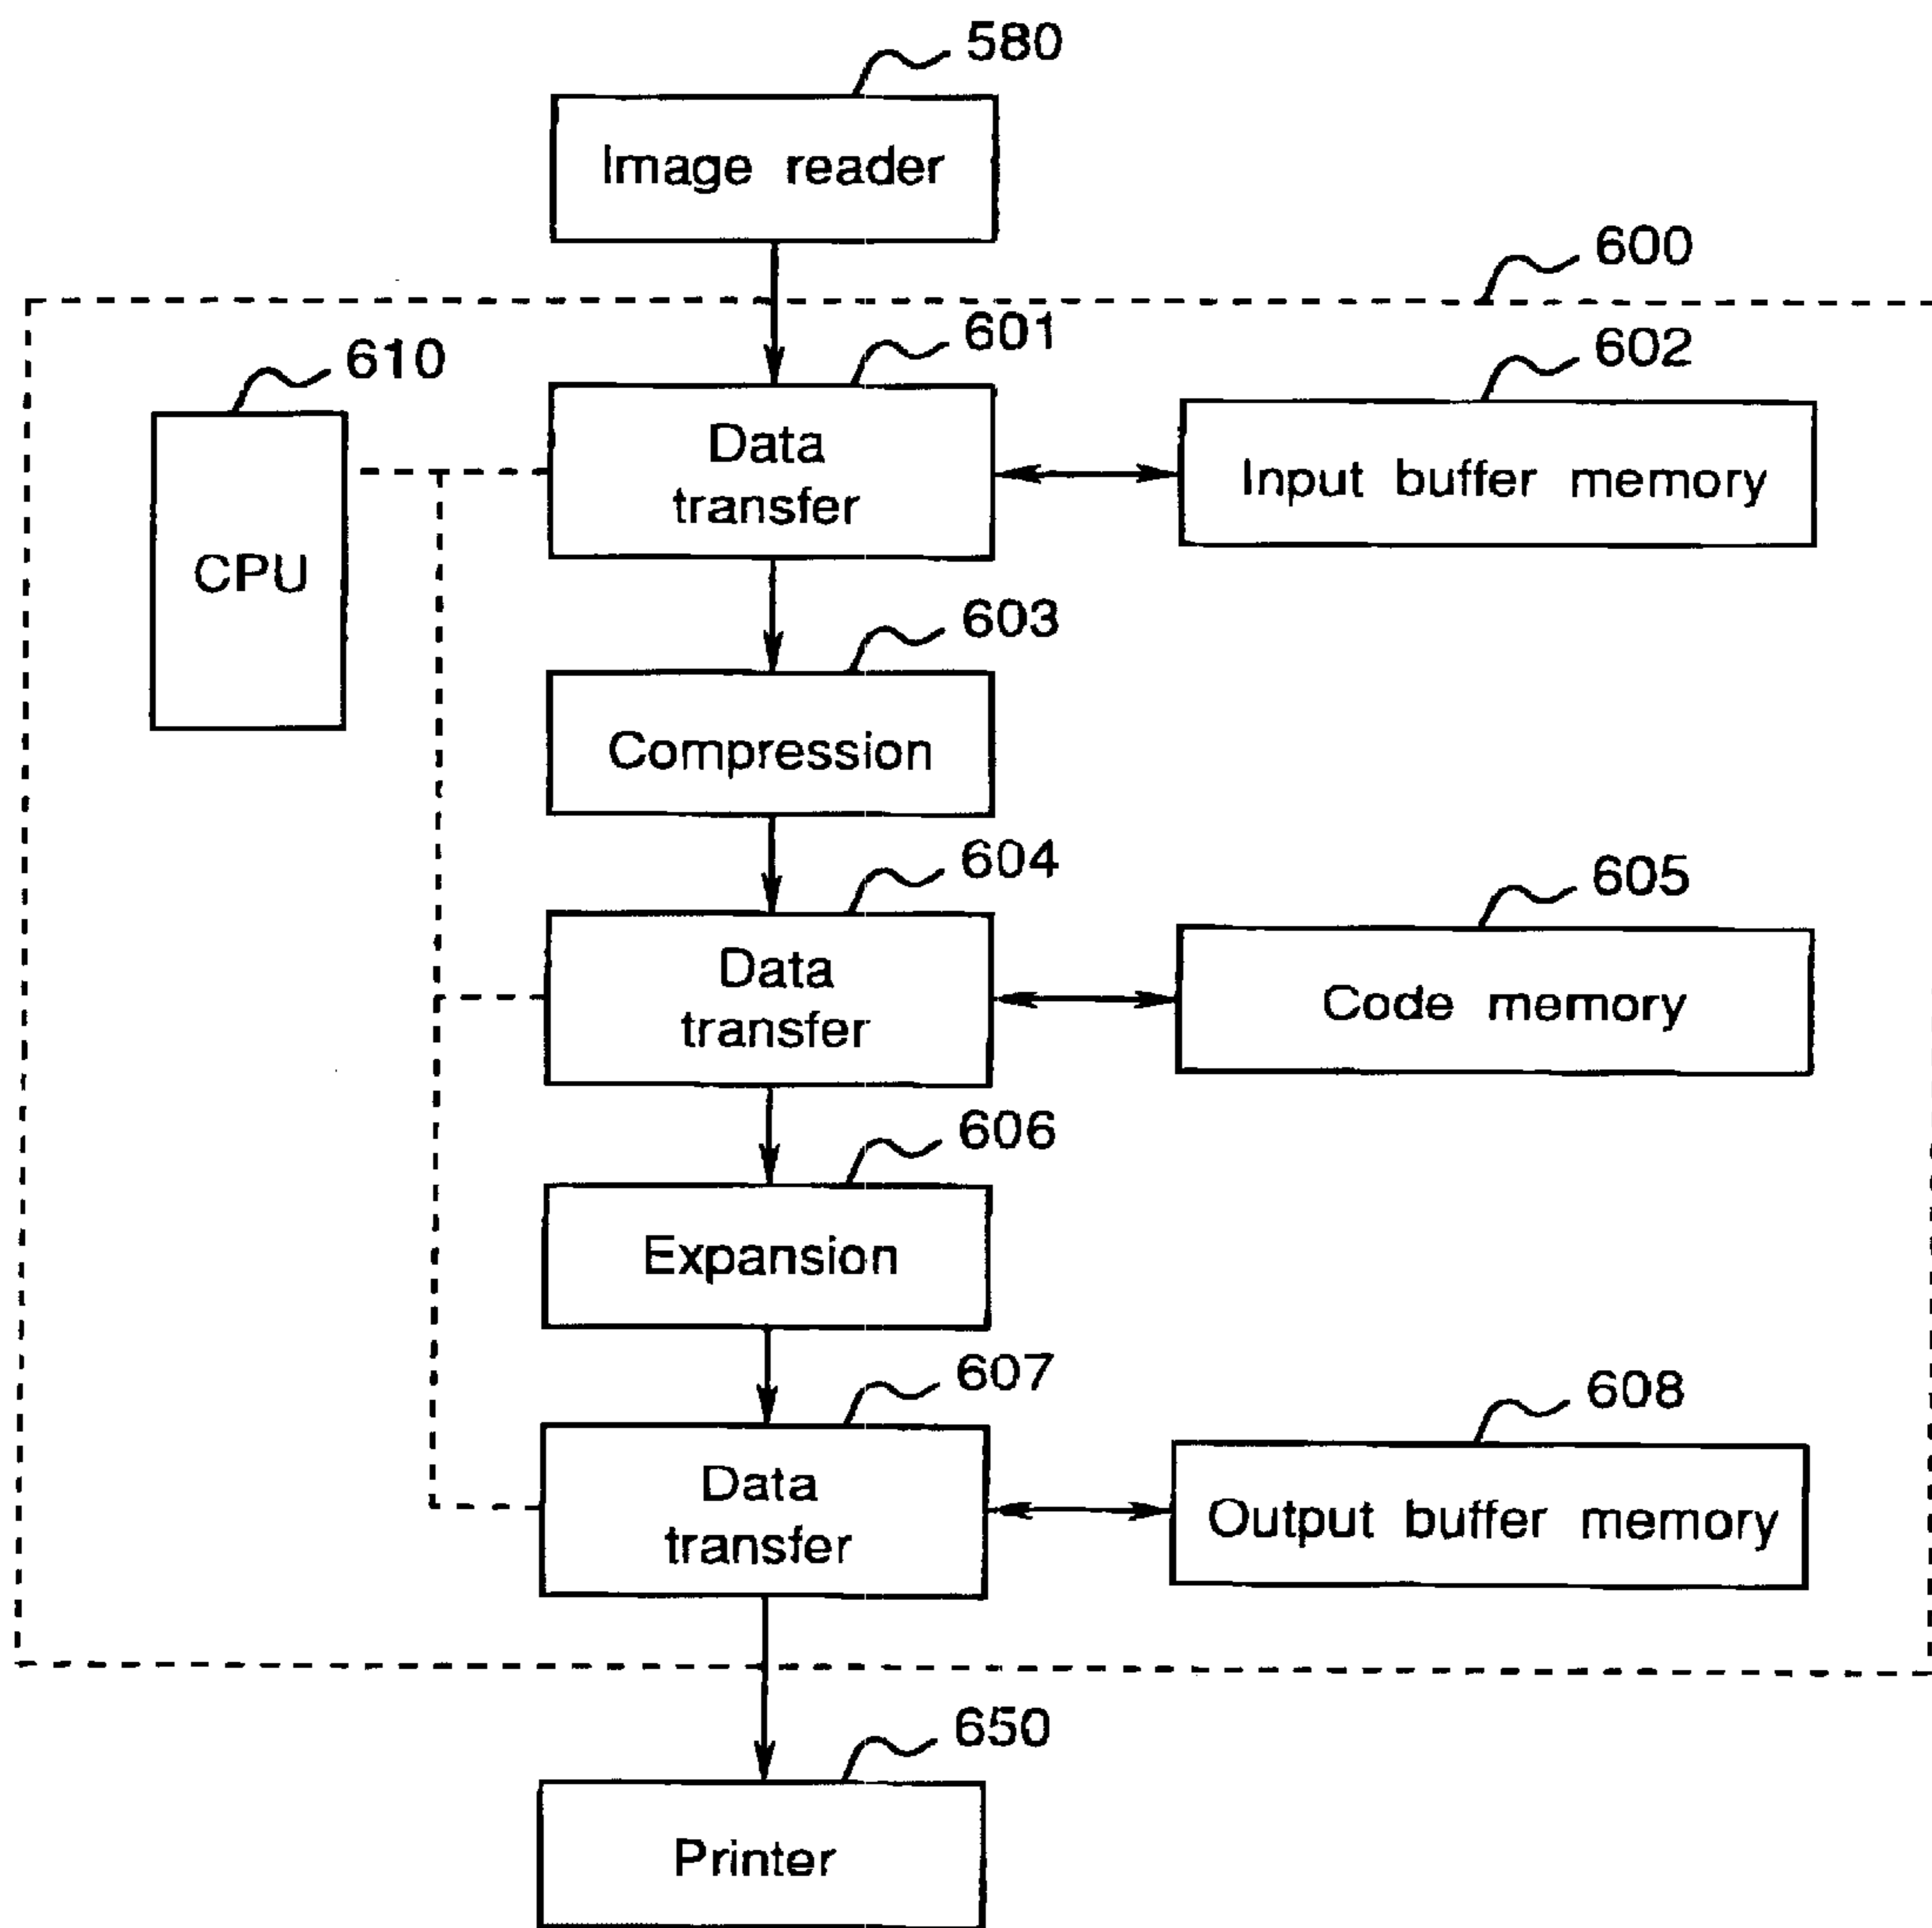 580
Image reader
600
601
602
610
Data
transfer
Input buffer memory
CPU
603
Compression
604
605
Data
transfer
Code memory
606
Expansion
607
608
Data
transfer
Output buffer memory
650
Printer